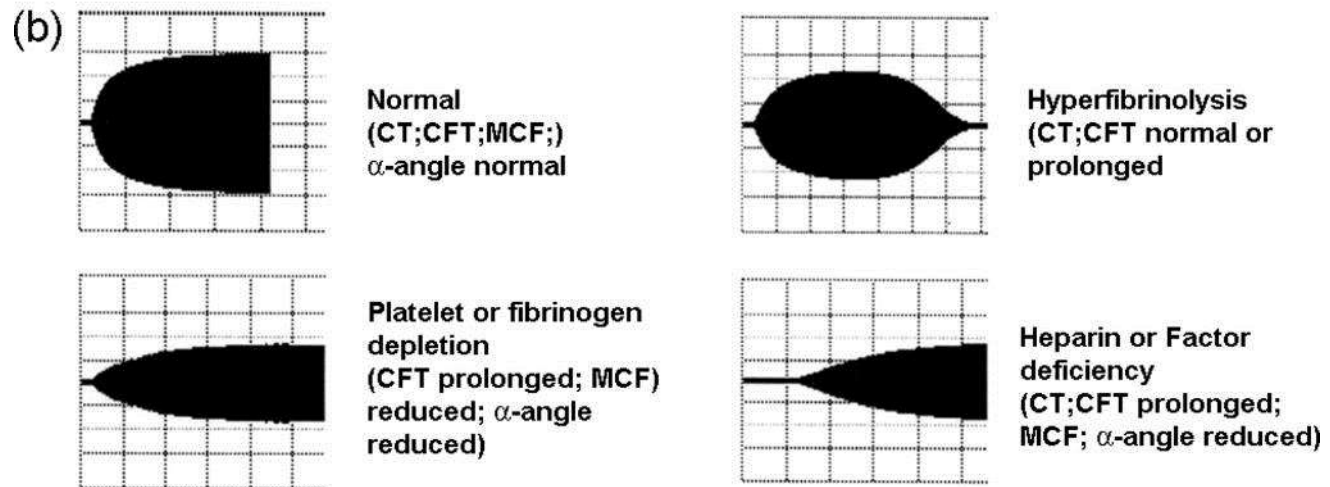 (b)
Normal
(CT;CFT;MCF;)
α-angle normal
Hyperfibrinolysis
(CT;CFT normal or
prolonged
Platelet or fibrinogen
depletion
(CFT prolonged; MCF)
reduced; α-angle
reduced)
Heparin or Factor
deficiency
(CT;CFT prolonged;
MCF; α-angle reduced)